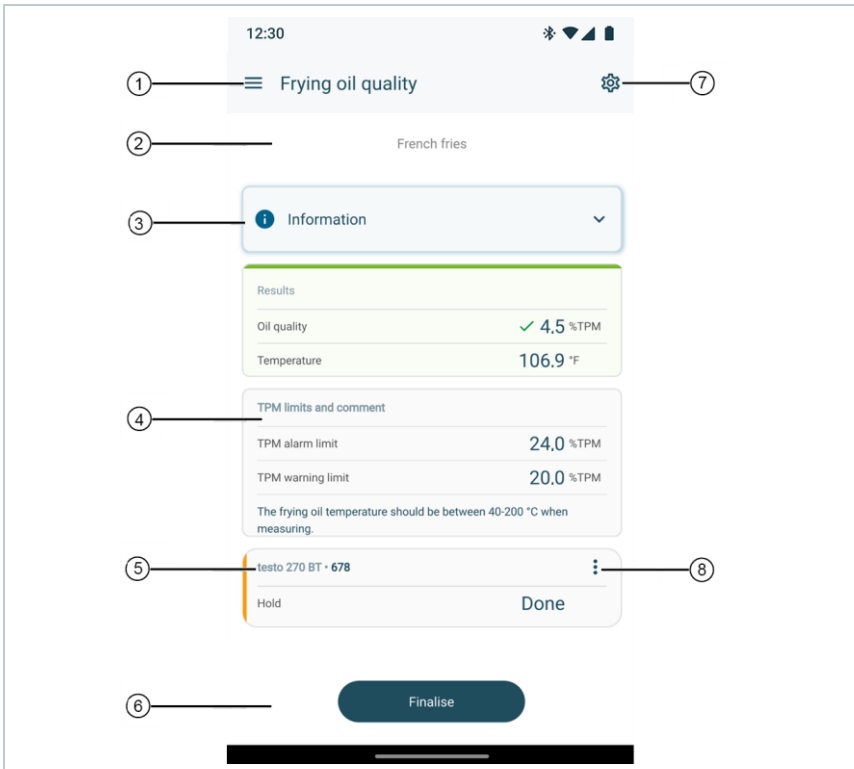 12:30
1 Frying oil quality 7
2 French fries
3 Information
Results
Oil quality 4.5 %TPM
Temperature 106.9 °F
4 TPM limits and comment
TPM alarm limit 24.0 %TPM
TPM warning limit 20.0 %TPM
The frying oil temperature should be between 40-200 °C when
measuring.
5 testo 270 BT • 678 8
Hold Done
6 Finalise